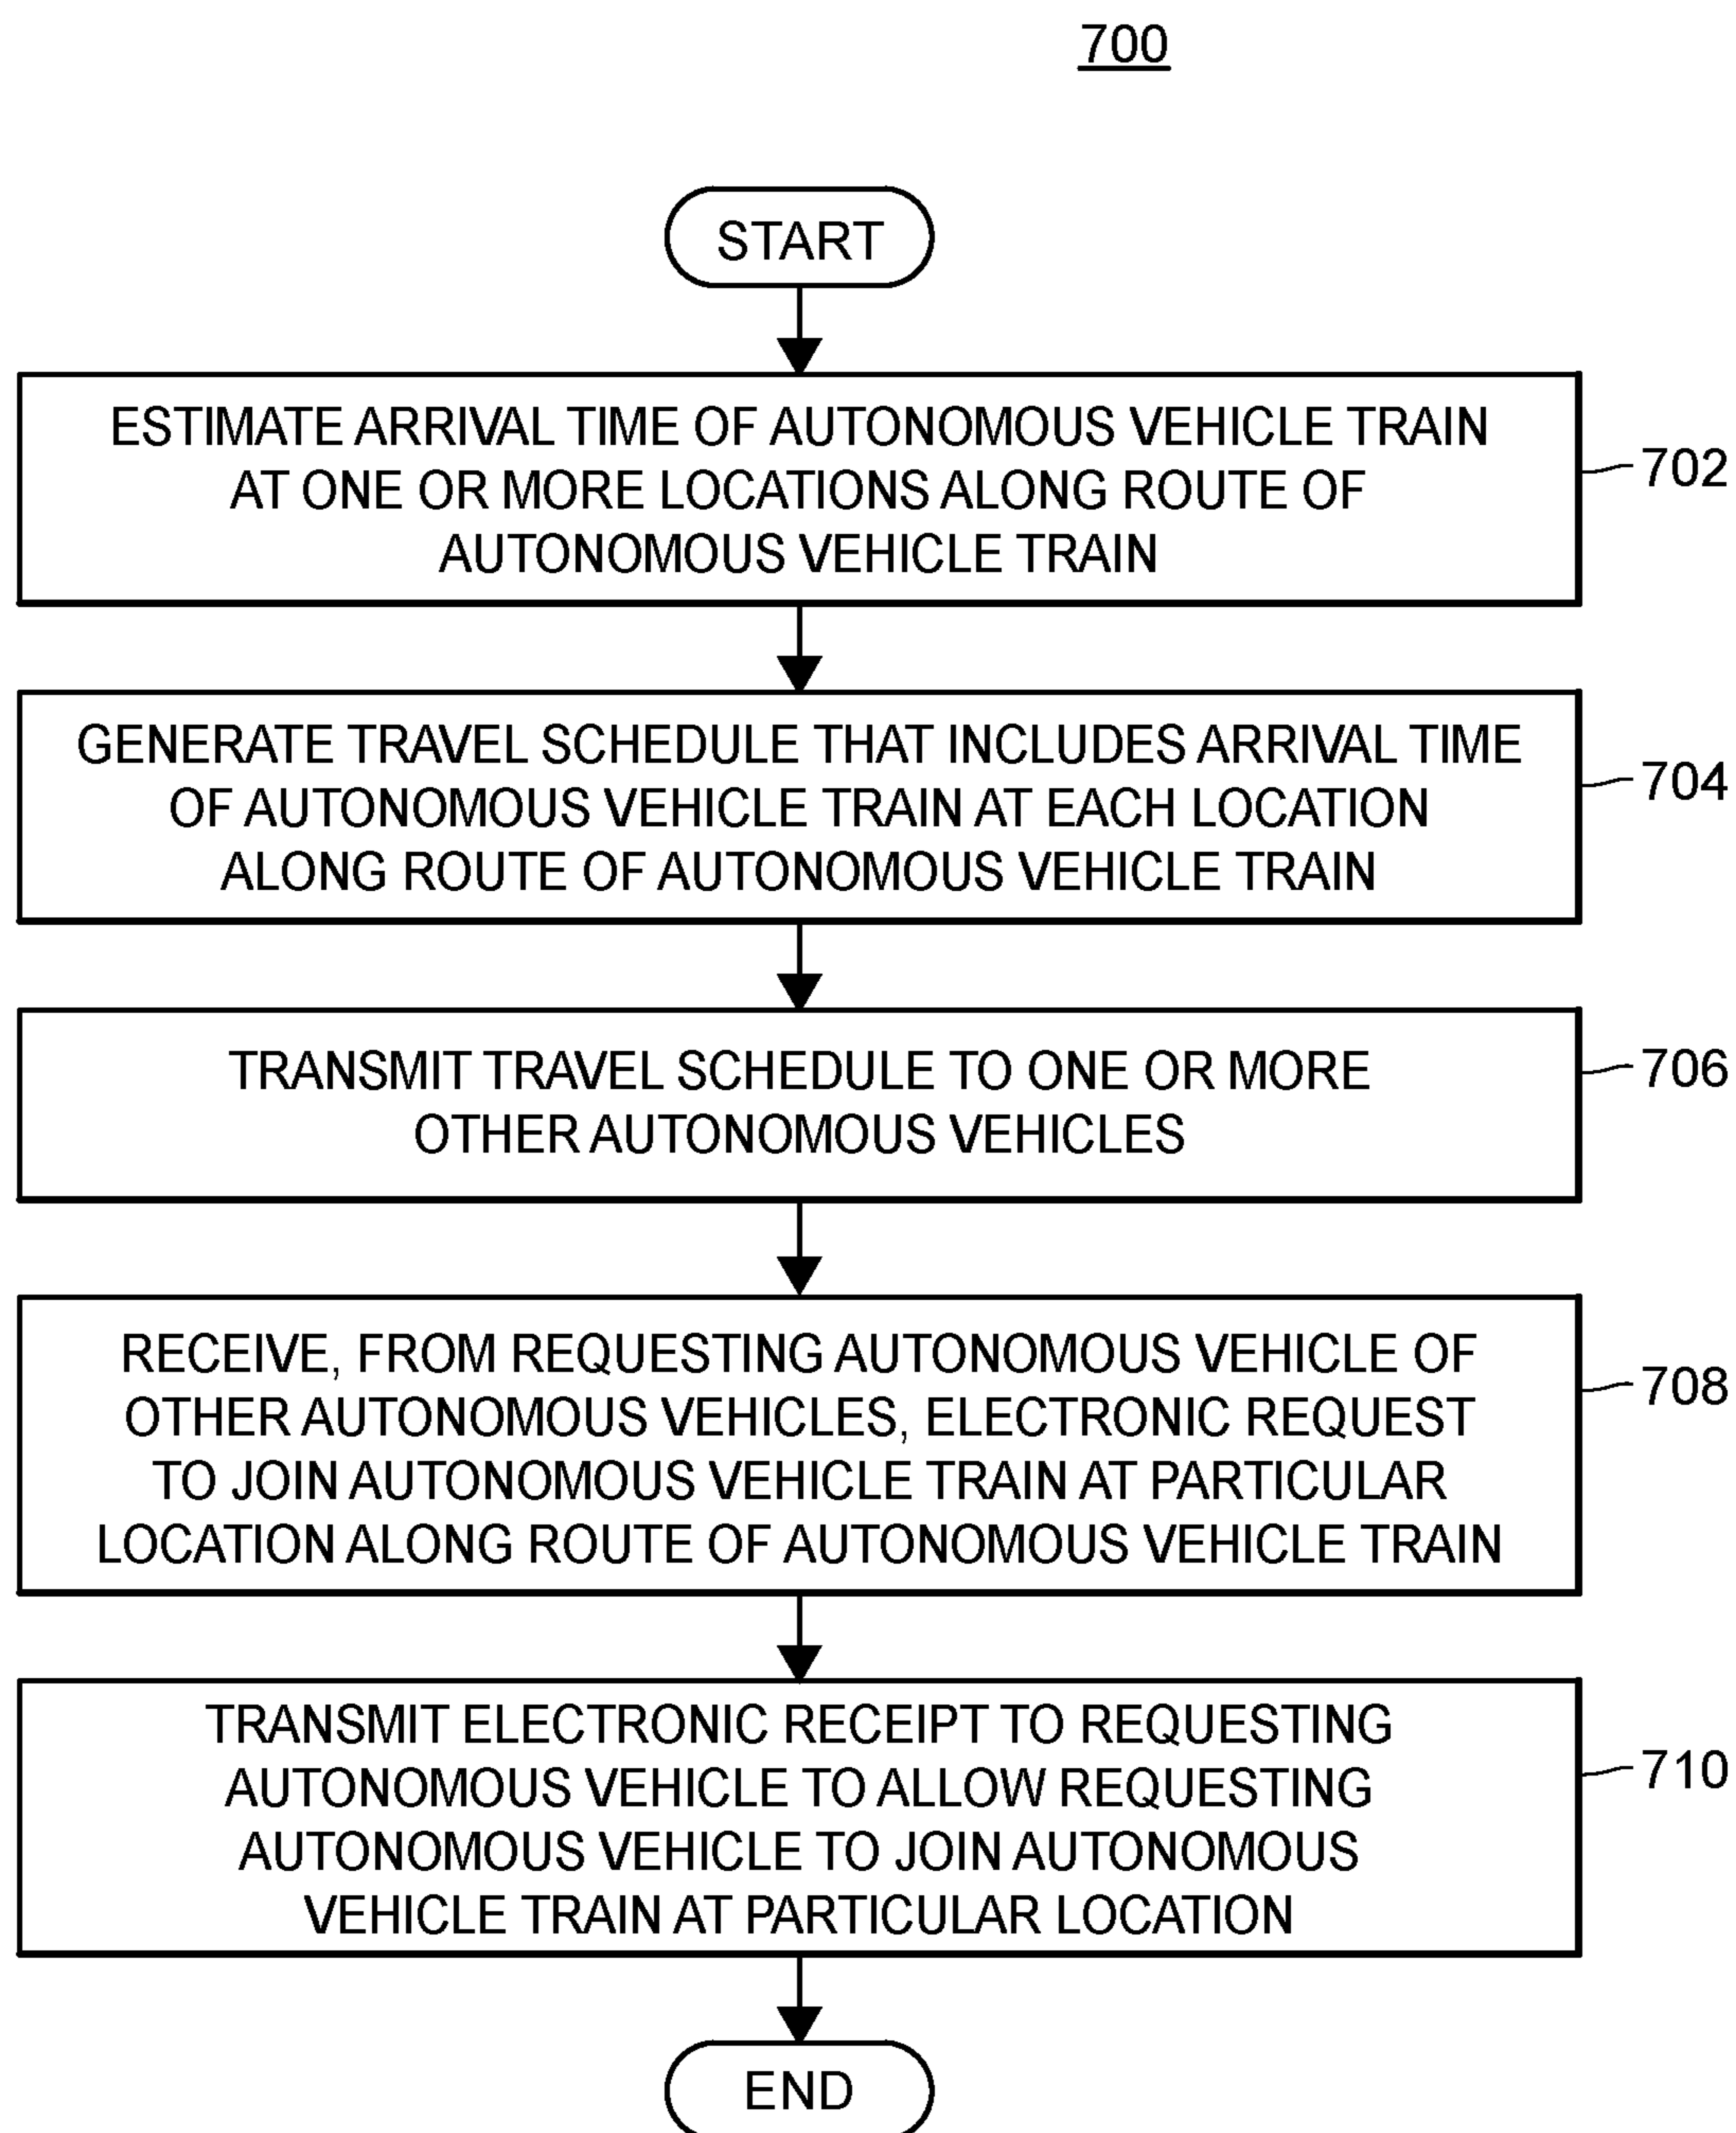 700
START
ESTIMATE ARRIVAL TIME OF AUTONOMOUS VEHICLE TRAIN
AT ONE OR MORE LOCATIONS ALONG ROUTE OF
AUTONOMOUS VEHICLE TRAIN
702
GENERATE TRAVEL SCHEDULE THAT INCLUDES ARRIVAL TIME
OF AUTONOMOUS VEHICLE TRAIN AT EACH LOCATION
ALONG ROUTE OF AUTONOMOUS VEHICLE TRAIN
704
TRANSMIT TRAVEL SCHEDULE TO ONE OR MORE
OTHER AUTONOMOUS VEHICLES
706
RECEIVE, FROM REQUESTING AUTONOMOUS VEHICLE OF
OTHER AUTONOMOUS VEHICLES, ELECTRONIC REQUEST
TO JOIN AUTONOMOUS VEHICLE TRAIN AT PARTICULAR
LOCATION ALONG ROUTE OF AUTONOMOUS VEHICLE TRAIN
708
TRANSMIT ELECTRONIC RECEIPT TO REQUESTING
AUTONOMOUS VEHICLE TO ALLOW REQUESTING
AUTONOMOUS VEHICLE TO JOIN AUTONOMOUS
VEHICLE TRAIN AT PARTICULAR LOCATION
710
END